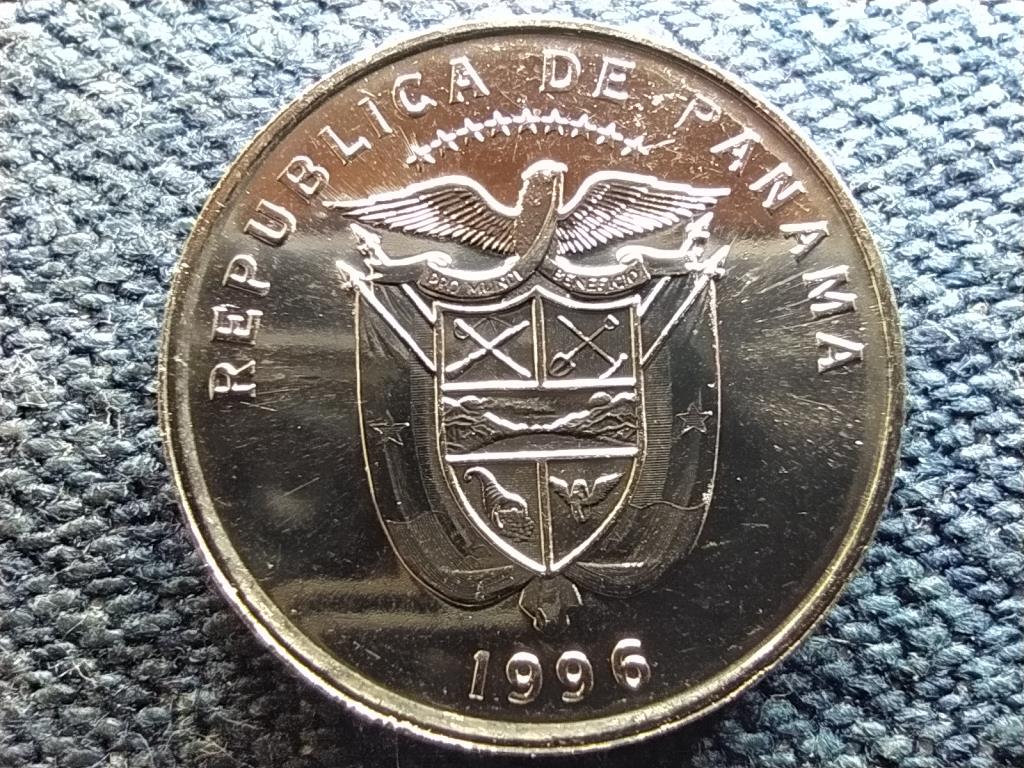 REPUBLICA DE PANAMA
PRO MUNDI BENEFICIO
1996